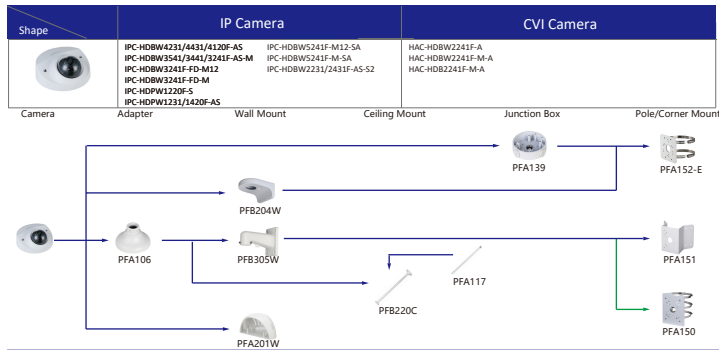 Shape
IP Camera
CVI Camera
IPC-HDBW4231/4431/4120F-AS
IPC-HDBW3541/3441/3241F-AS-M
IPC-HDBW3241F-FD-M12
IPC-HDBW3241F-FD-M
IPC-HDPW1220F-S
IPC-HDPW1231/1420F-AS
IPC-HDBW5241F-M12-SA
IPC-HDBW5241F-M-SA
IPC-HDBW2231/2431F-AS-S2
HAC-HDBW2241F-A
HAC-HDBW2241F-M-A
HAC-HDB2241F-M-A
Camera
Adapter
Wall Mount
Ceiling Mount
Junction Box
Pole/Corner Mount
PFA139
PFA152-E
PFB204W
PFA106
PFB305W
PFA151
PFA117
PFB220C
PFA150
PFA201W